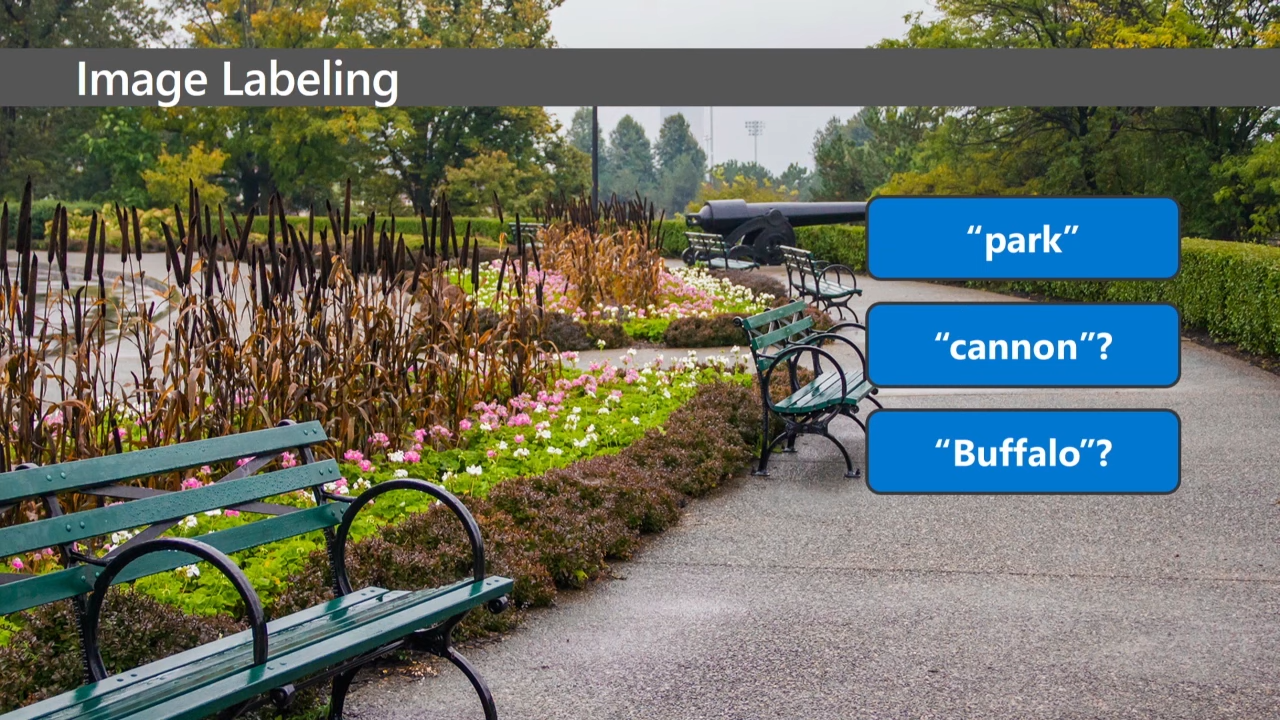 Image Labeling
“park”
“cannon”?
“Buffalo”?